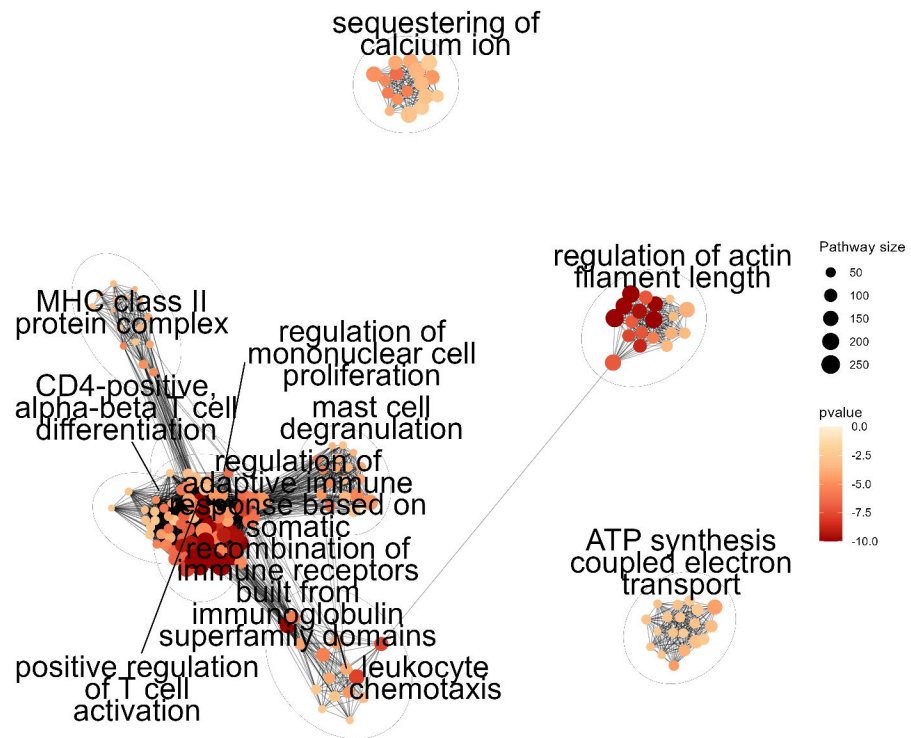 sequestering of
calcium ion
regulation of actin
filament length
Pathway size
50
100
150
200
250
MHC class II
protein complex
regulation of
mononuclear cell
proliferation
CD4-positive,
alpha-beta T cell
differentiation
mast cell
degranulation
pvalue
0.0
-2.5
-5.0
-7.5
-10.0
regulation of
adaptive immune
response based on
somatic
recombination of
immune receptors
built from
immunoglobulin
superfamily domains
ATP synthesis
coupled electron
transport
positive regulation
of T cell
activation
leukocyte
chemotaxis